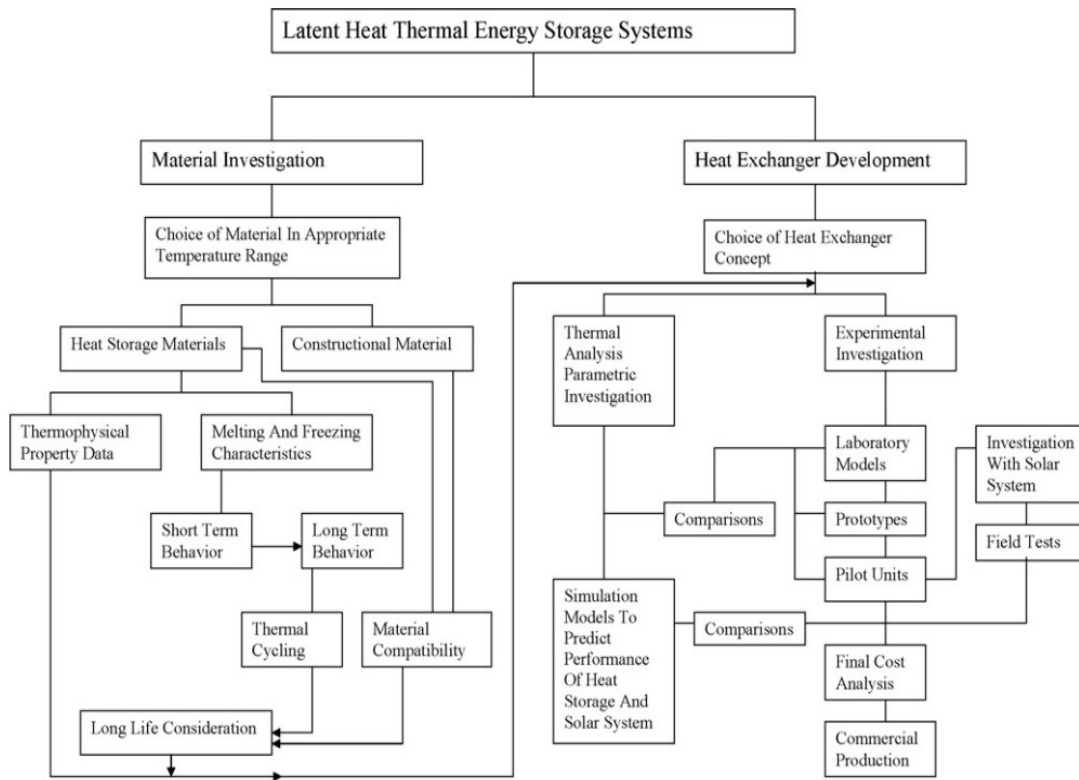 Latent Heat Thermal Energy Storage Systems
Material Investigation
Heat Exchanger Development
Choice of Material In Appropriate
Temperature Range
Choice of Heat Exchanger
Concept
Heat Storage Materials
Constructional Material
Thermal
Analysis
Parametric
Investigation
Experimental
Investigation
Thermophysical
Property Data
Melting And Freezing
Characteristics
Laboratory
Models
Investigation
With Solar
System
Short Term
Behavior
Long Term
Behavior
Comparisons
Prototypes
Field Tests
Pilot Units
Thermal
Cycling
Material
Compatibility
Simulation
Models To
Predict
Performance
Of Heat
Storage And
Solar System
Comparisons
Final Cost
Analysis
Long Life Consideration
Commercial
Production